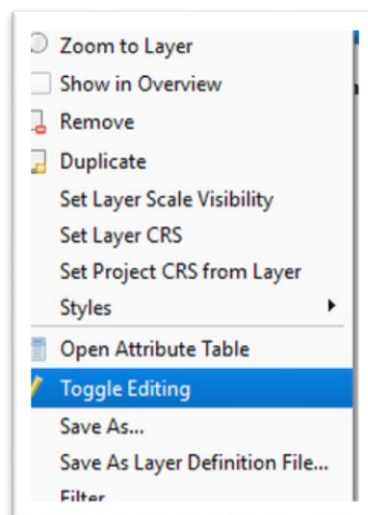 Zoom to Layer
Show in Overview
Remove
Duplicate
Set Layer Scale Visibility
Set Layer CRS
Set Project CRS from Layer
Styles
Open Attribute Table
Toggle Editing
Save As...
Save As Layer Definition File...
Filter